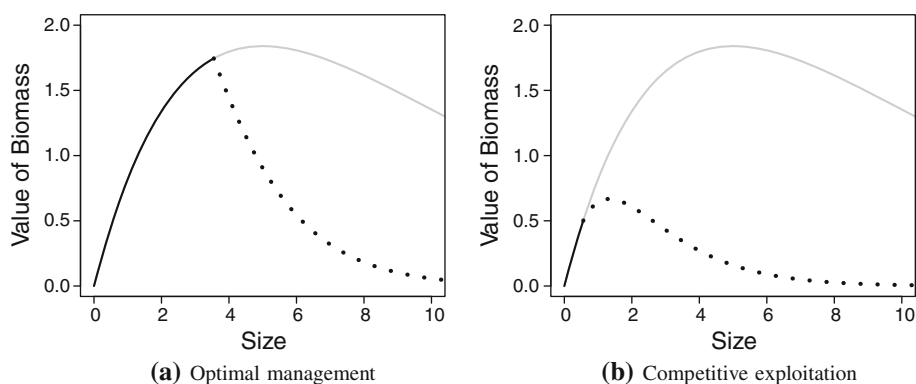 2.0
1.5
1.0
0.5
0.0
Value of Biomass
0 2 4 6 8 10
Size
(a) Optimal management
2.0
1.5
1.0
0.5
0.0
Value of Biomass
0 2 4 6 8 10
Size
(b) Competitive exploitation